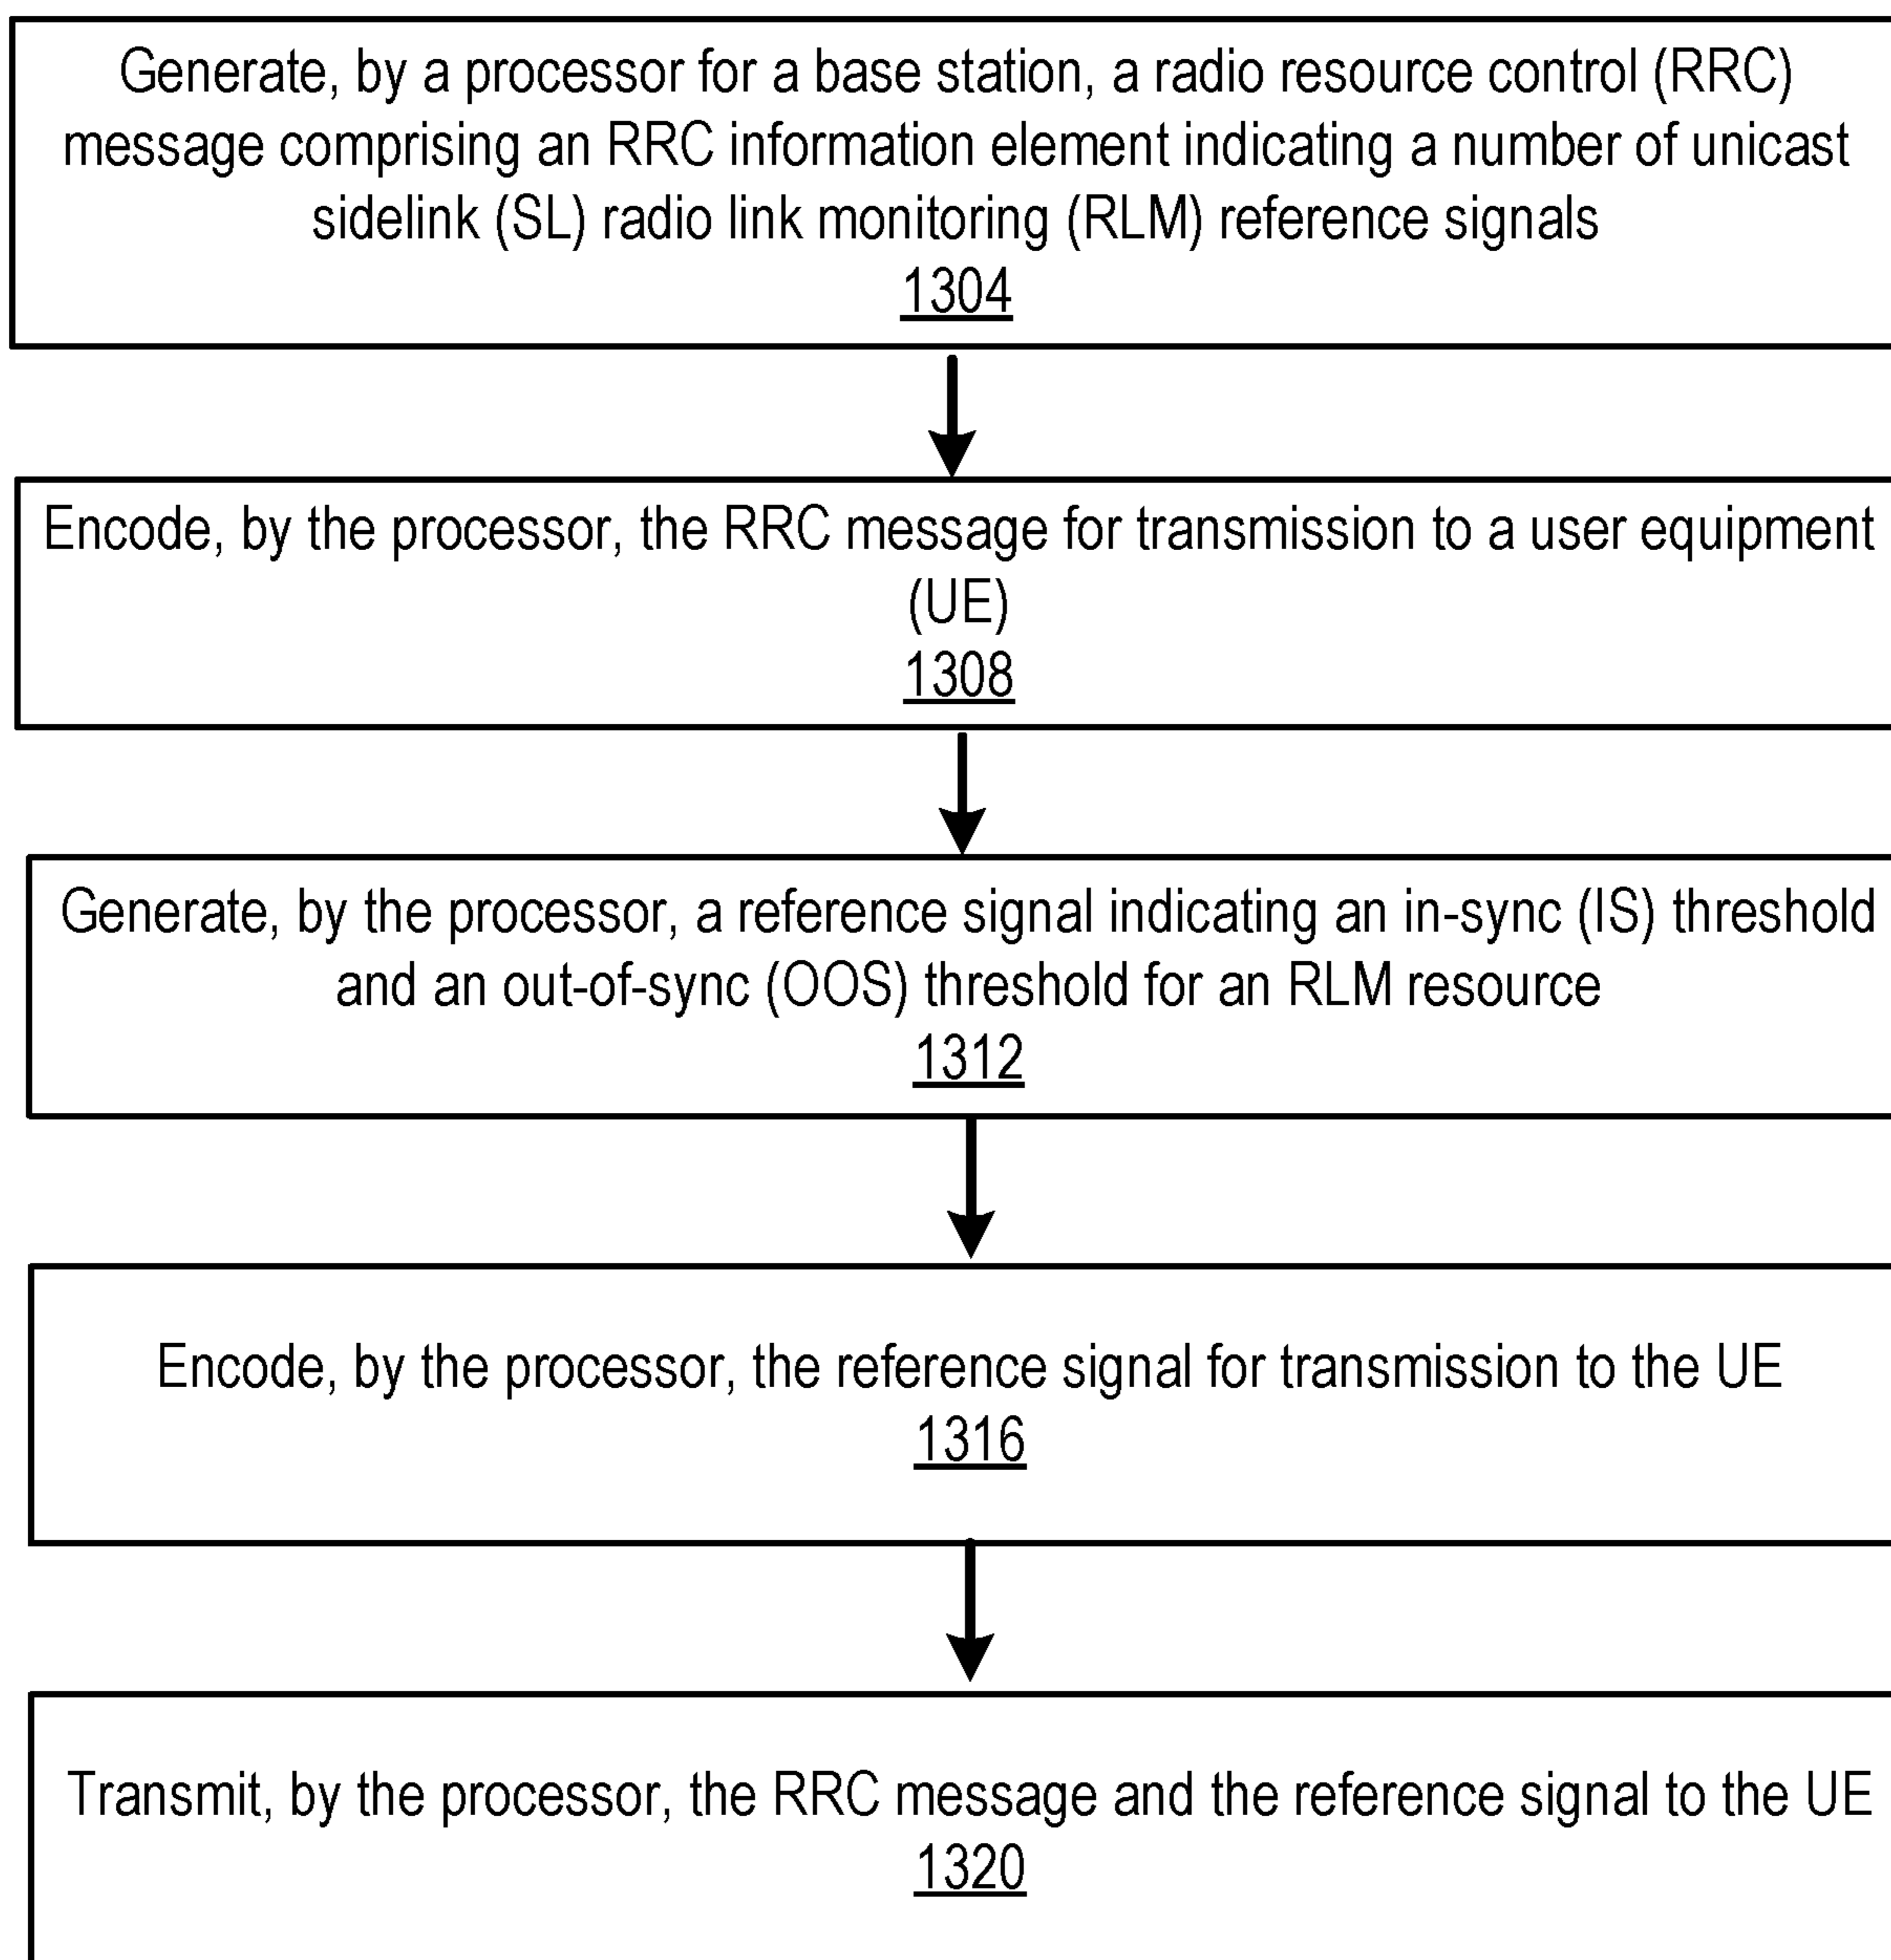 Generate, by a processor for a base station, a radio resource control (RRC)
message comprising an RRC information element indicating a number of unicast
sidelink (SL) radio link monitoring (RLM) reference signals
1304
Encode, by the processor, the RRC message for transmission to a user equipment
(UE)
1308
Generate, by the processor, a reference signal indicating an in-sync (IS) threshold
and an out-of-sync (OOS) threshold for an RLM resource
1312
Encode, by the processor, the reference signal for transmission to the UE
1316
Transmit, by the processor, the RRC message and the reference signal to the UE
1320